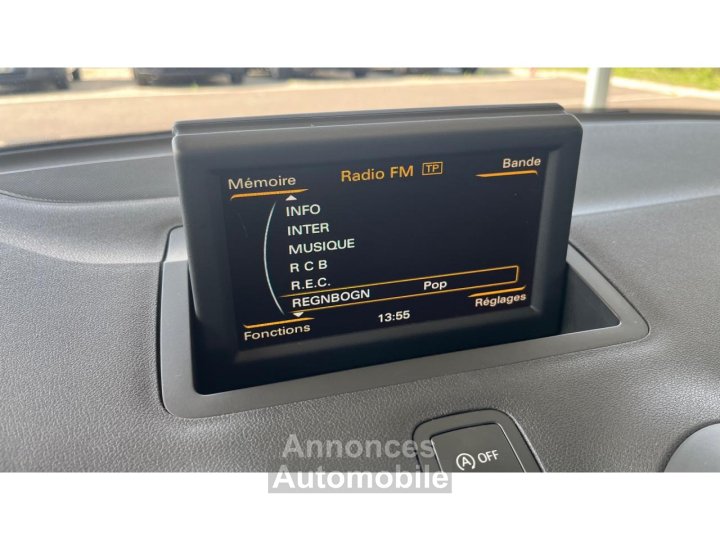 Mémoire Radio FM TP Bande
INFO
INTER
MUSIQUE
R C B
R.E.C.
REGNBOGN Pop
Fonctions 13:55 Réglages
A OFF
Annonces
Automobile